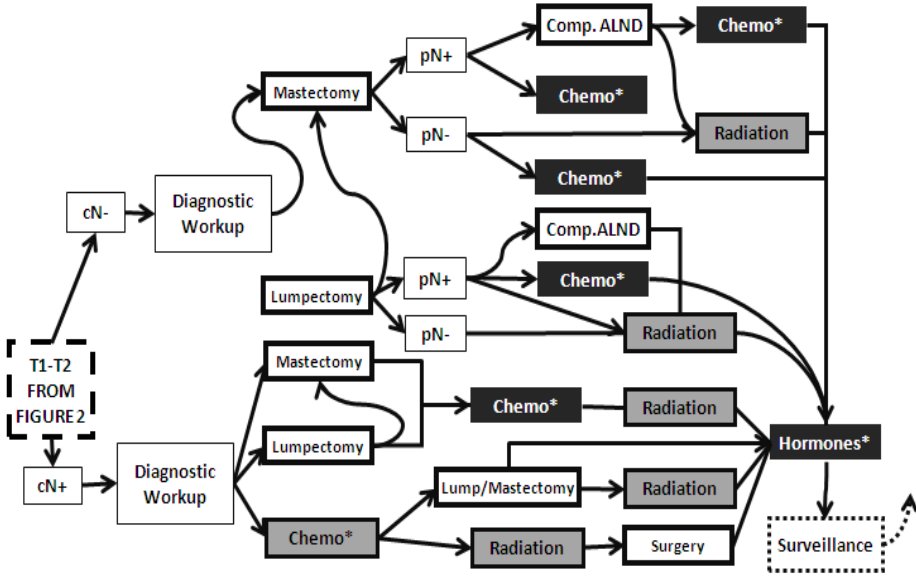 Comp. ALND
Chemo*
pN+
Mastectomy
Chemo*
pN-
Radiation
Chemo*
cN-
Diagnostic
Workup
Comp.ALND
pN+
Chemo*
Lumpectomy
pN-
Radiation
T1-T2
FROM
FIGURE 2
Mastectomy
Chemo*
Radiation
Lumpectomy
Hormones*
cN+
Diagnostic
Workup
Lump/Mastectomy
Radiation
Chemo*
Radiation
Surgery
Surveillance